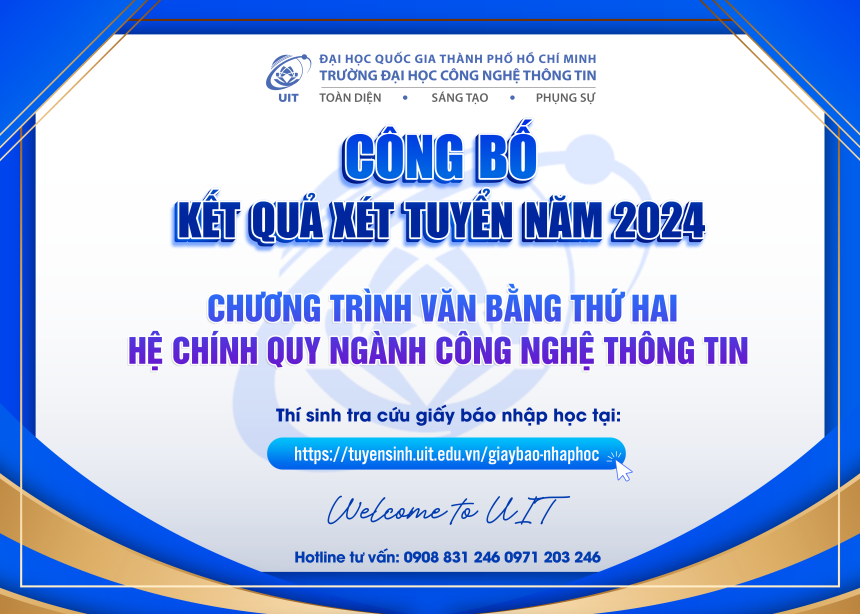 ĐẠI HỌC QUỐC GIA THÀNH PHỐ HỒ CHÍ MINH
TRƯỜNG ĐẠI HỌC CÔNG NGHỆ THÔNG TIN
UIT TOÀN DIỆN • SÁNG TẠO • PHỤNG SỰ
CÔNG BỐ
KẾT QUẢ XÉT TUYỂN NĂM 2024
CHƯƠNG TRÌNH VĂN BẰNG THỨ HAI
HỆ CHÍNH QUY NGÀNH CÔNG NGHỆ THÔNG TIN
Thí sinh tra cứu giấy báo nhập học tại:
https://tuyensinh.uit.edu.vn/giaybao-nhaphoc
Welcome to UIT
Hotline tư vấn: 0908 831 246 0971 203 246